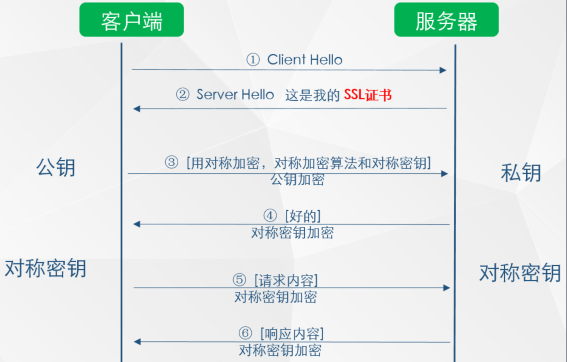 客户端
服务器
① Client Hello
② Server Hello 这是我的 SSL证书
公钥
③ [用对称加密，对称加密算法和对称密钥]
公钥加密
私钥
④ [好的]
对称密钥加密
对称密钥
对称密钥
⑤ [请求内容]
对称密钥加密
⑥ [响应内容]
对称密钥加密